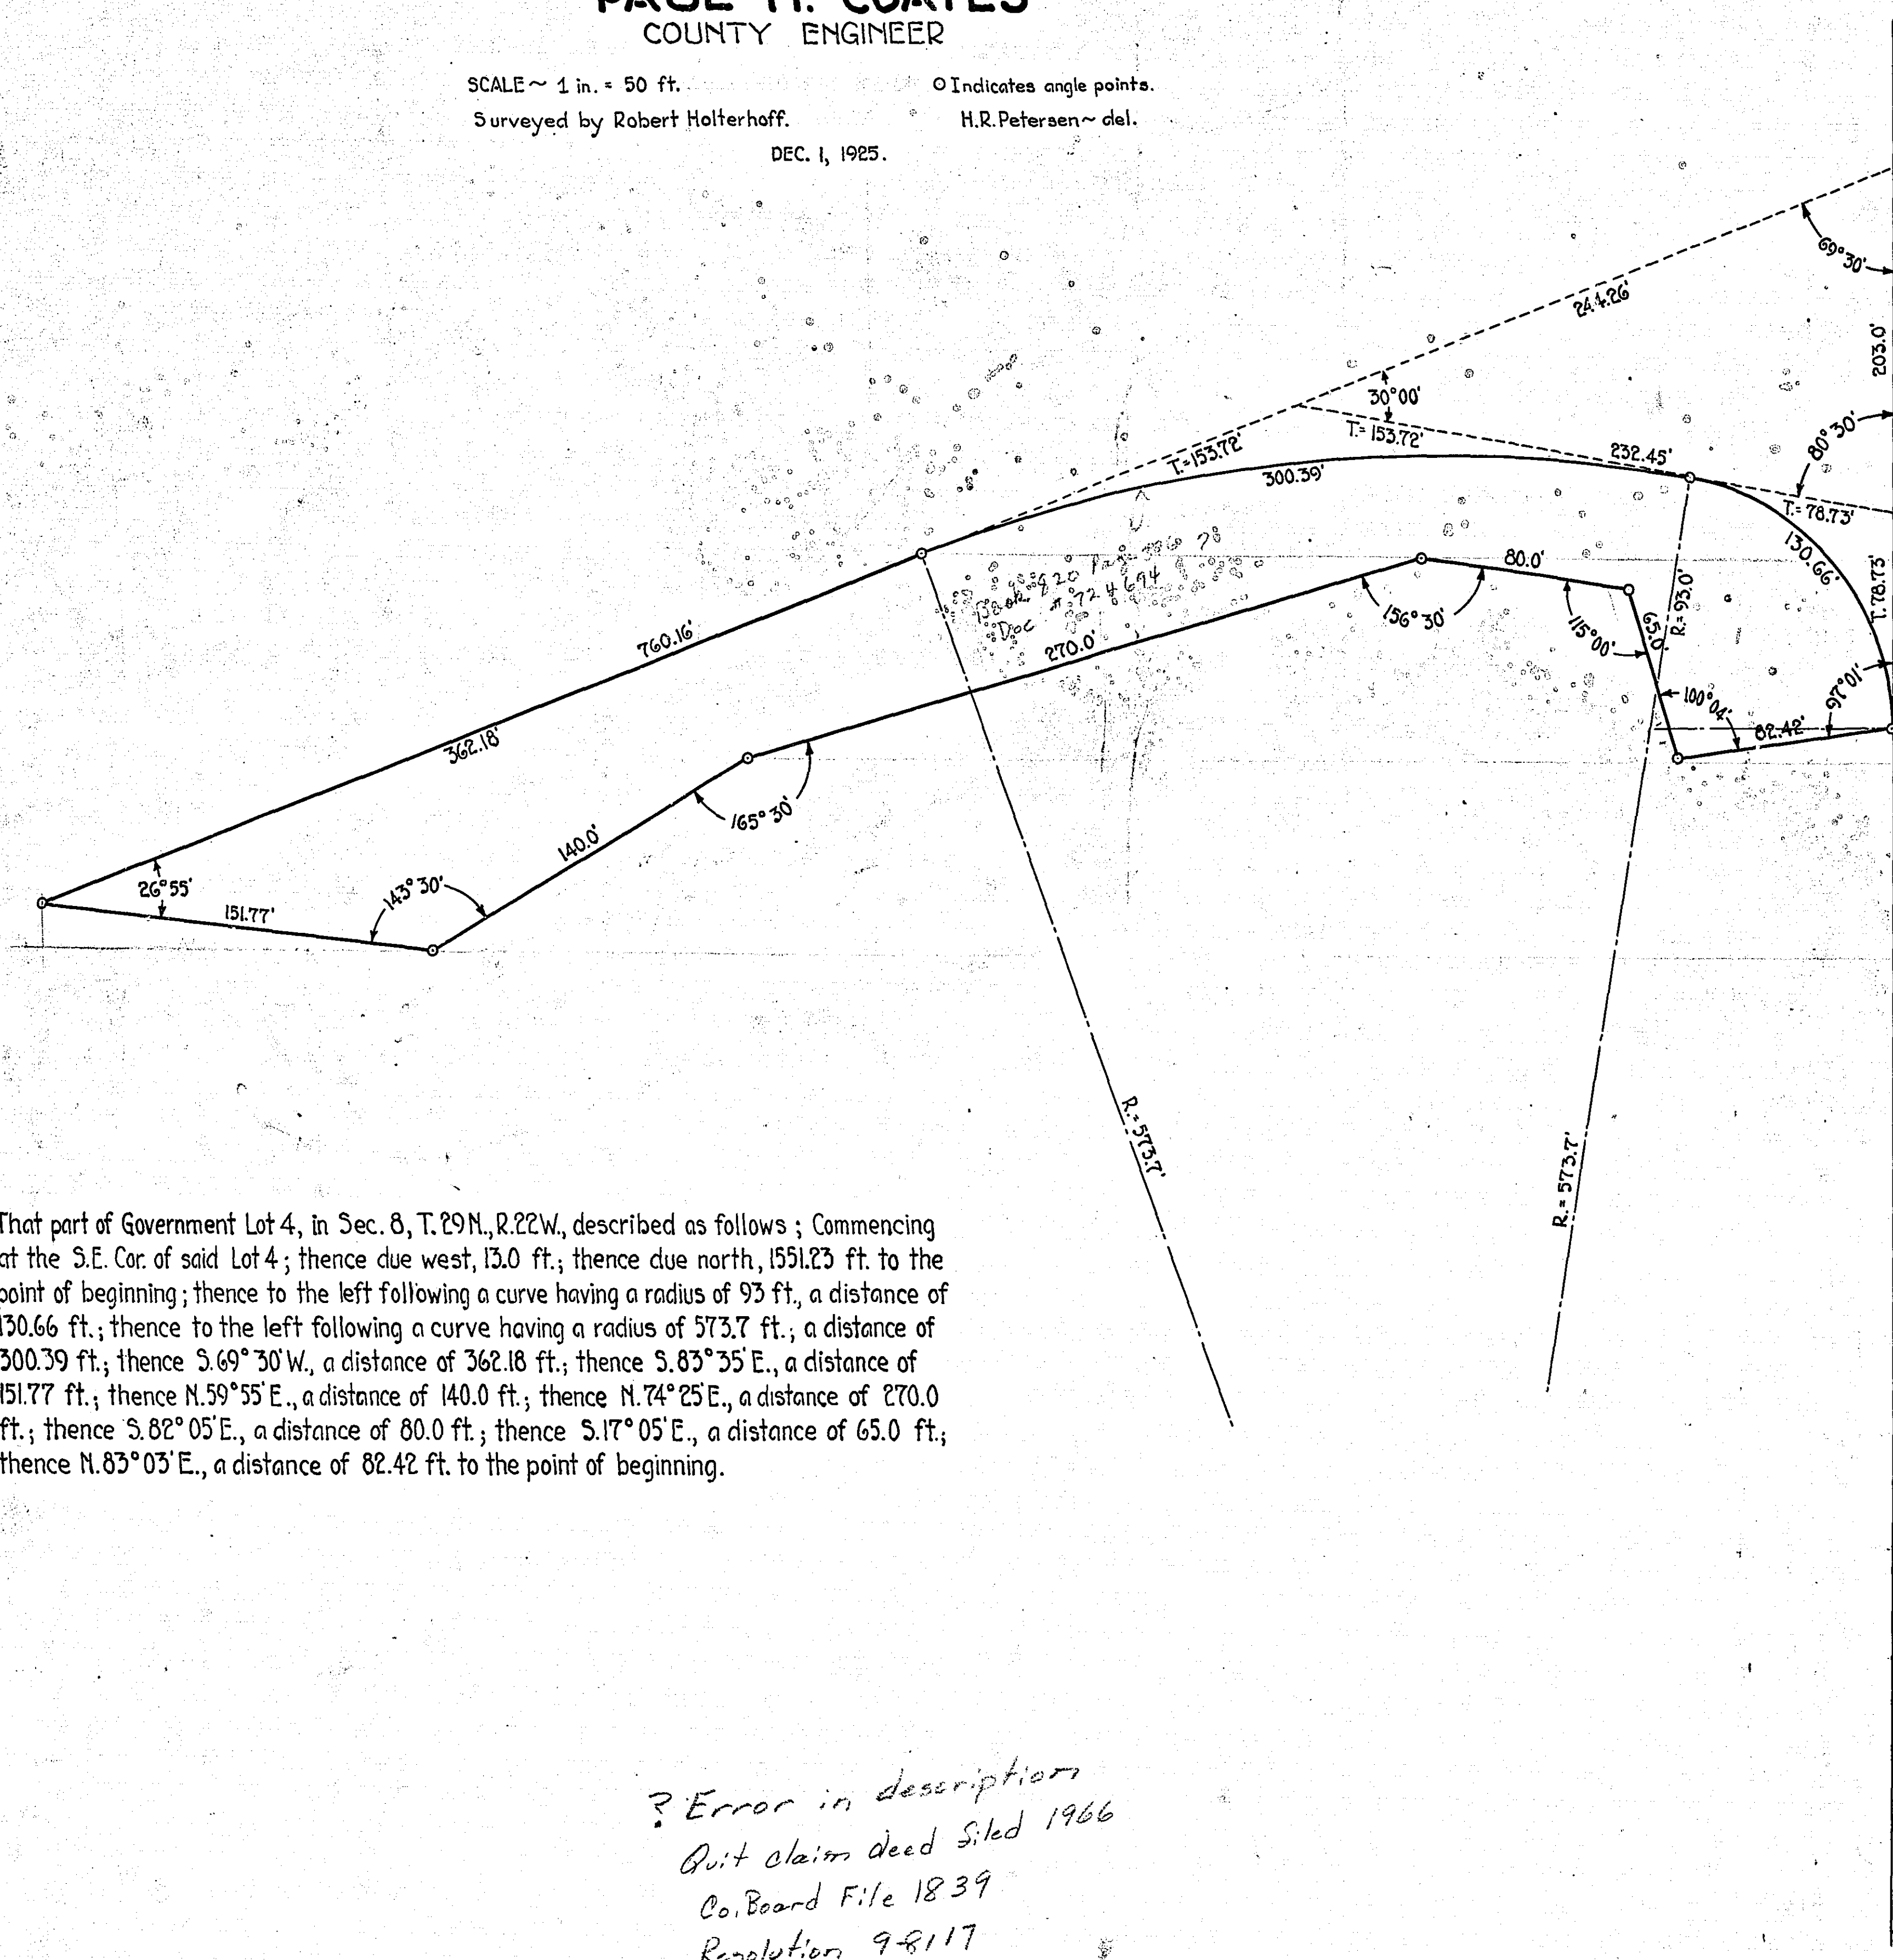 PAUL N. COATES
COUNTY ENGINEER
SCALE ~ 1 in. = 50 ft.
⊙ Indicates angle points.
Surveyed by Robert Holterhoff.
H.R. Petersen ~ del.
DEC. 1, 1925.
69°30'
244.26'
203.0'
30°00'
80°30'
T.=153.72'
232.45'
T.=153.72'
300.39'
T.=78.73'
130.66'
T.78.73'
80.0'
Book 920 Page 78
Doc # 724694
R.=93.0'
156°30'
115°00'
65.0'
760.16'
270.0'
97°01'
100°04'
82.42'
362.18'
165°30'
140.0'
26°55'
143°30'
151.77'
R.=573.7'
R.=573.7'
That part of Government Lot 4, in Sec. 8, T.29N., R.22W., described as follows; Commencing
at the S.E. Cor. of said Lot 4; thence due west, 13.0 ft.; thence due north, 1551.23 ft. to the
point of beginning; thence to the left following a curve having a radius of 93 ft., a distance of
130.66 ft.; thence to the left following a curve having a radius of 573.7 ft.; a distance of
300.39 ft.; thence S.69°30'W., a distance of 362.18 ft.; thence S.83°35'E., a distance of
151.77 ft.; thence N.59°55'E., a distance of 140.0 ft.; thence N.74°25'E., a distance of 270.0
ft.; thence S.82°05'E., a distance of 80.0 ft.; thence S.17°05'E., a distance of 65.0 ft.;
thence N.83°03'E., a distance of 82.42 ft. to the point of beginning.
? Error in description
Quit claim deed filed 1966
Co. Board File 1839
Resolution 9-8117